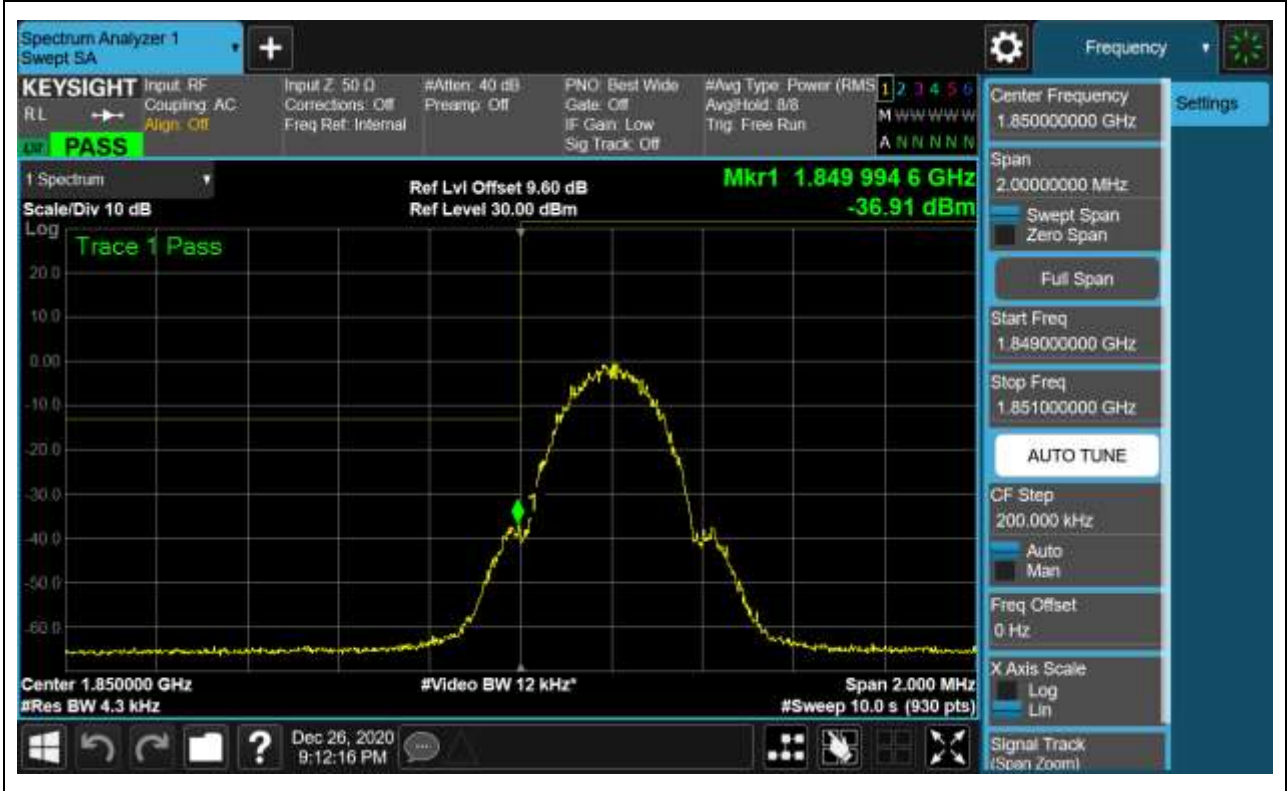 Spectrum Analyzer 1
Swept SA
+
Frequency
KEYSIGHT
RL
PASS
Input: RF
Coupling: AC
Align: Off
Input Z: 50 Ω
Corrections: Off
Freq Ref: Internal
#Atten: 40 dB
Preamp: Off
PNO: Best Wide
Gate: Off
IF Gain: Low
Sig Track: Off
#Avg Type: Power (RMS
Avg|Hold: 8/8
Trig: Free Run
1 2 3 4 5 6
M W W W W W
A N N N N N
1 Spectrum
Scale/Div 10 dB
Ref Lvl Offset 9.60 dB
Ref Level 30.00 dBm
Mkr1 1.849 994 6 GHz
-36.91 dBm
Log
Trace 1 Pass
20.0
10.0
0.00
-10.0
-20.0
-30.0
-40.0
-50.0
-60.0
1
Center 1.850000 GHz
#Res BW 4.3 kHz
#Video BW 12 kHz*
Span 2.000 MHz
#Sweep 10.0 s (930 pts)
Center Frequency
1.850000000 GHz
Settings
Span
2.00000000 MHz
Swept Span
Zero Span
Full Span
Start Freq
1.849000000 GHz
Stop Freq
1.851000000 GHz
AUTO TUNE
CF Step
200.000 kHz
Auto
Man
Freq Offset
0 Hz
X Axis Scale
Log
Lin
Signal Track
(Span Zoom)
?
Dec 26, 2020
9:12:16 PM